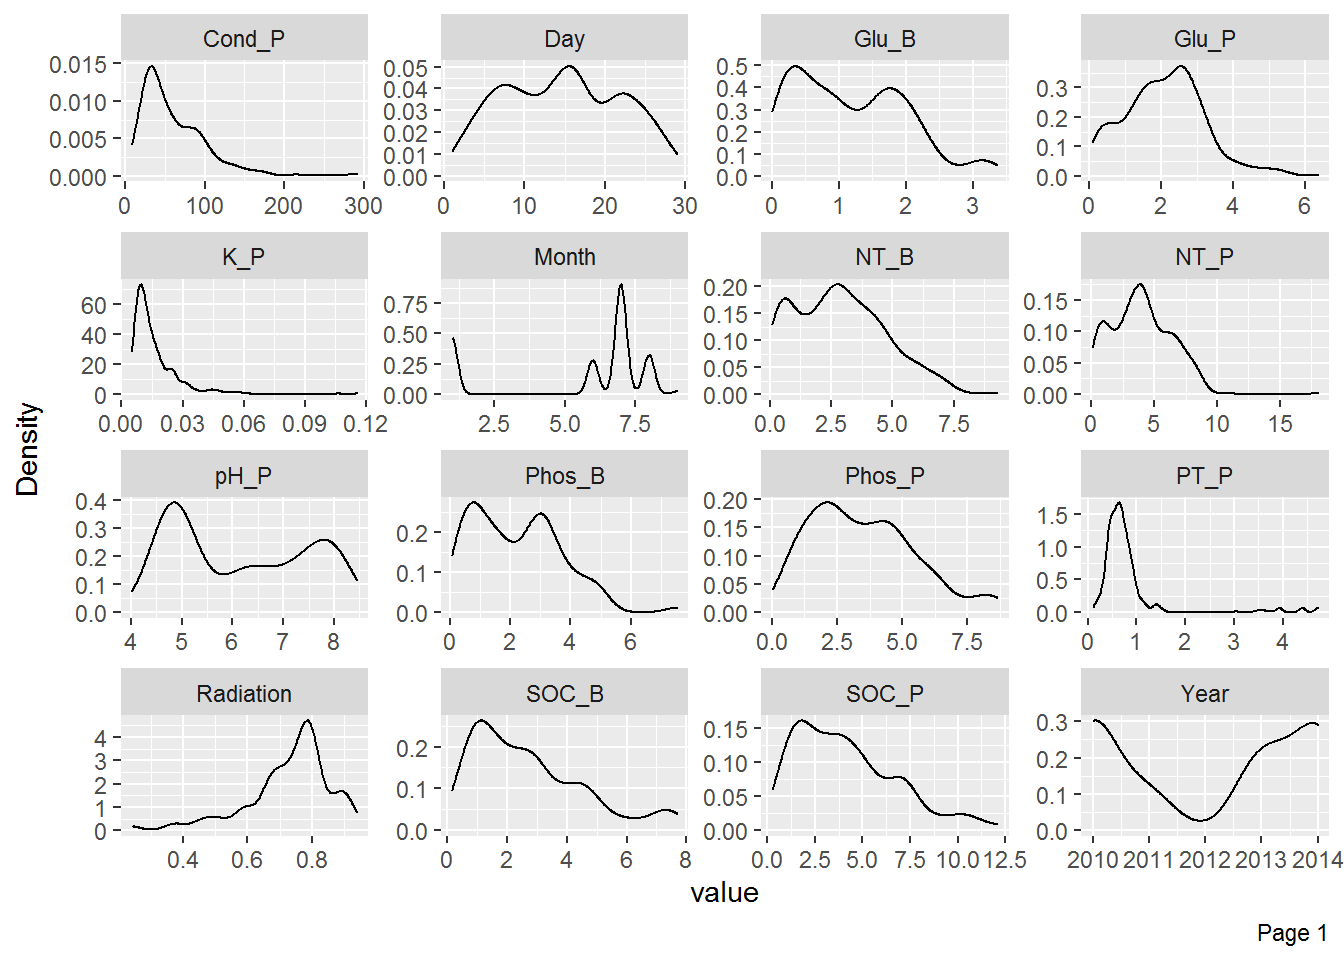 Cond_P Day Glu_B Glu_P
0.015 0.05 0.5 0.3
0.010 0.04 0.4 0.2
0.005 0.03 0.3 0.1
0.000 0.02 0.2 0.0
0.01 0.1
0.00 0.0
0 100 200 300 0 10 20 30 0 1 2 3 0 2 4 6
K_P Month NT_B NT_P
60 0.75 0.20 0.15
40 0.50 0.15 0.10
20 0.25 0.10 0.05
0 0.00 0.05 0.00
0.00
0.00 0.03 0.06 0.09 0.12 2.5 5.0 7.5 0.0 2.5 5.0 7.5 0 5 10 15
Density
pH_P Phos_B Phos_P PT_P
0.4 0.2 0.20 1.5
0.3 0.1 0.15 1.0
0.2 0.0 0.10 0.5
0.1 0.05 0.0
0.0 0.00
4 5 6 7 8 0 2 4 6 0.0 2.5 5.0 7.5 0 1 2 3 4
Radiation SOC_B SOC_P Year
4 0.2 0.15 0.3
3 0.1 0.10 0.2
2 0.0 0.05 0.1
1 0.00 0.0
0
0.4 0.6 0.8 0 2 4 6 8 0.0 2.5 5.0 7.5 10.0 12.5 2010 2011 2012 2013 2014
value
Page 1